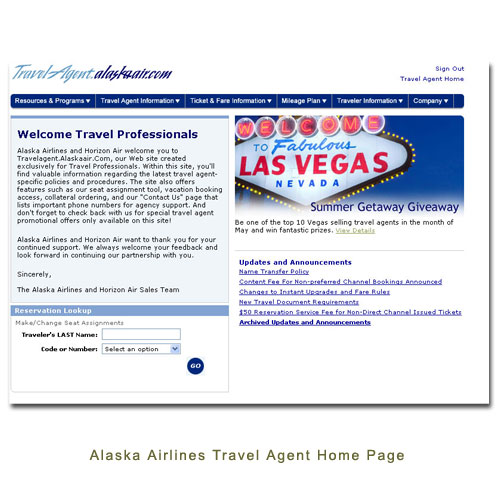 TravelAgent.alaskaair.com
Sign Out
Travel Agent Home
Resources & Programs Travel Agent Information Ticket & Fare Information Mileage Plan Traveler Information Company
Welcome Travel Professionals
Alaska Airlines and Horizon Air welcome you to
Travelagent.Alaskaair.Com, our Web site created
exclusively for Travel Professionals. Within this site, you'll
find valuable information regarding the latest travel agent-
specific policies and procedures. The site also offers
features such as our seat assignment tool, vacation booking
access, collateral ordering, and our "Contact Us" page that
lists important phone numbers for agency support. And
don't forget to check back with us for special travel agent
promotional offers only available on this site!
Alaska Airlines and Horizon Air want to thank you for your
continued support. We always welcome your feedback and
look forward in continuing our partnership with you.
Sincerely,
The Alaska Airlines and Horizon Air Sales Team
Reservation Lookup
Make/Change Seat Assignments
Traveler's LAST Name:
Code or Number: Select an option
GO
WELCOME
TO Fabulous
LAS VEGAS
NEVADA
Summer Getaway Giveaway
Be one of the top 10 Vegas selling travel agents in the month of
May and win fantastic prizes. View Details
Updates and Announcements
Name Transfer Policy
Content Fee For Non-preferred Channel Bookings Announced
Changes to Instant Upgrades and Fare Rules
New Travel Document Requirements
$50 Reservation Service Fee for Non-Direct Channel Issued Tickets
Archived Updates and Announcements
Alaska Airlines Travel Agent Home Page